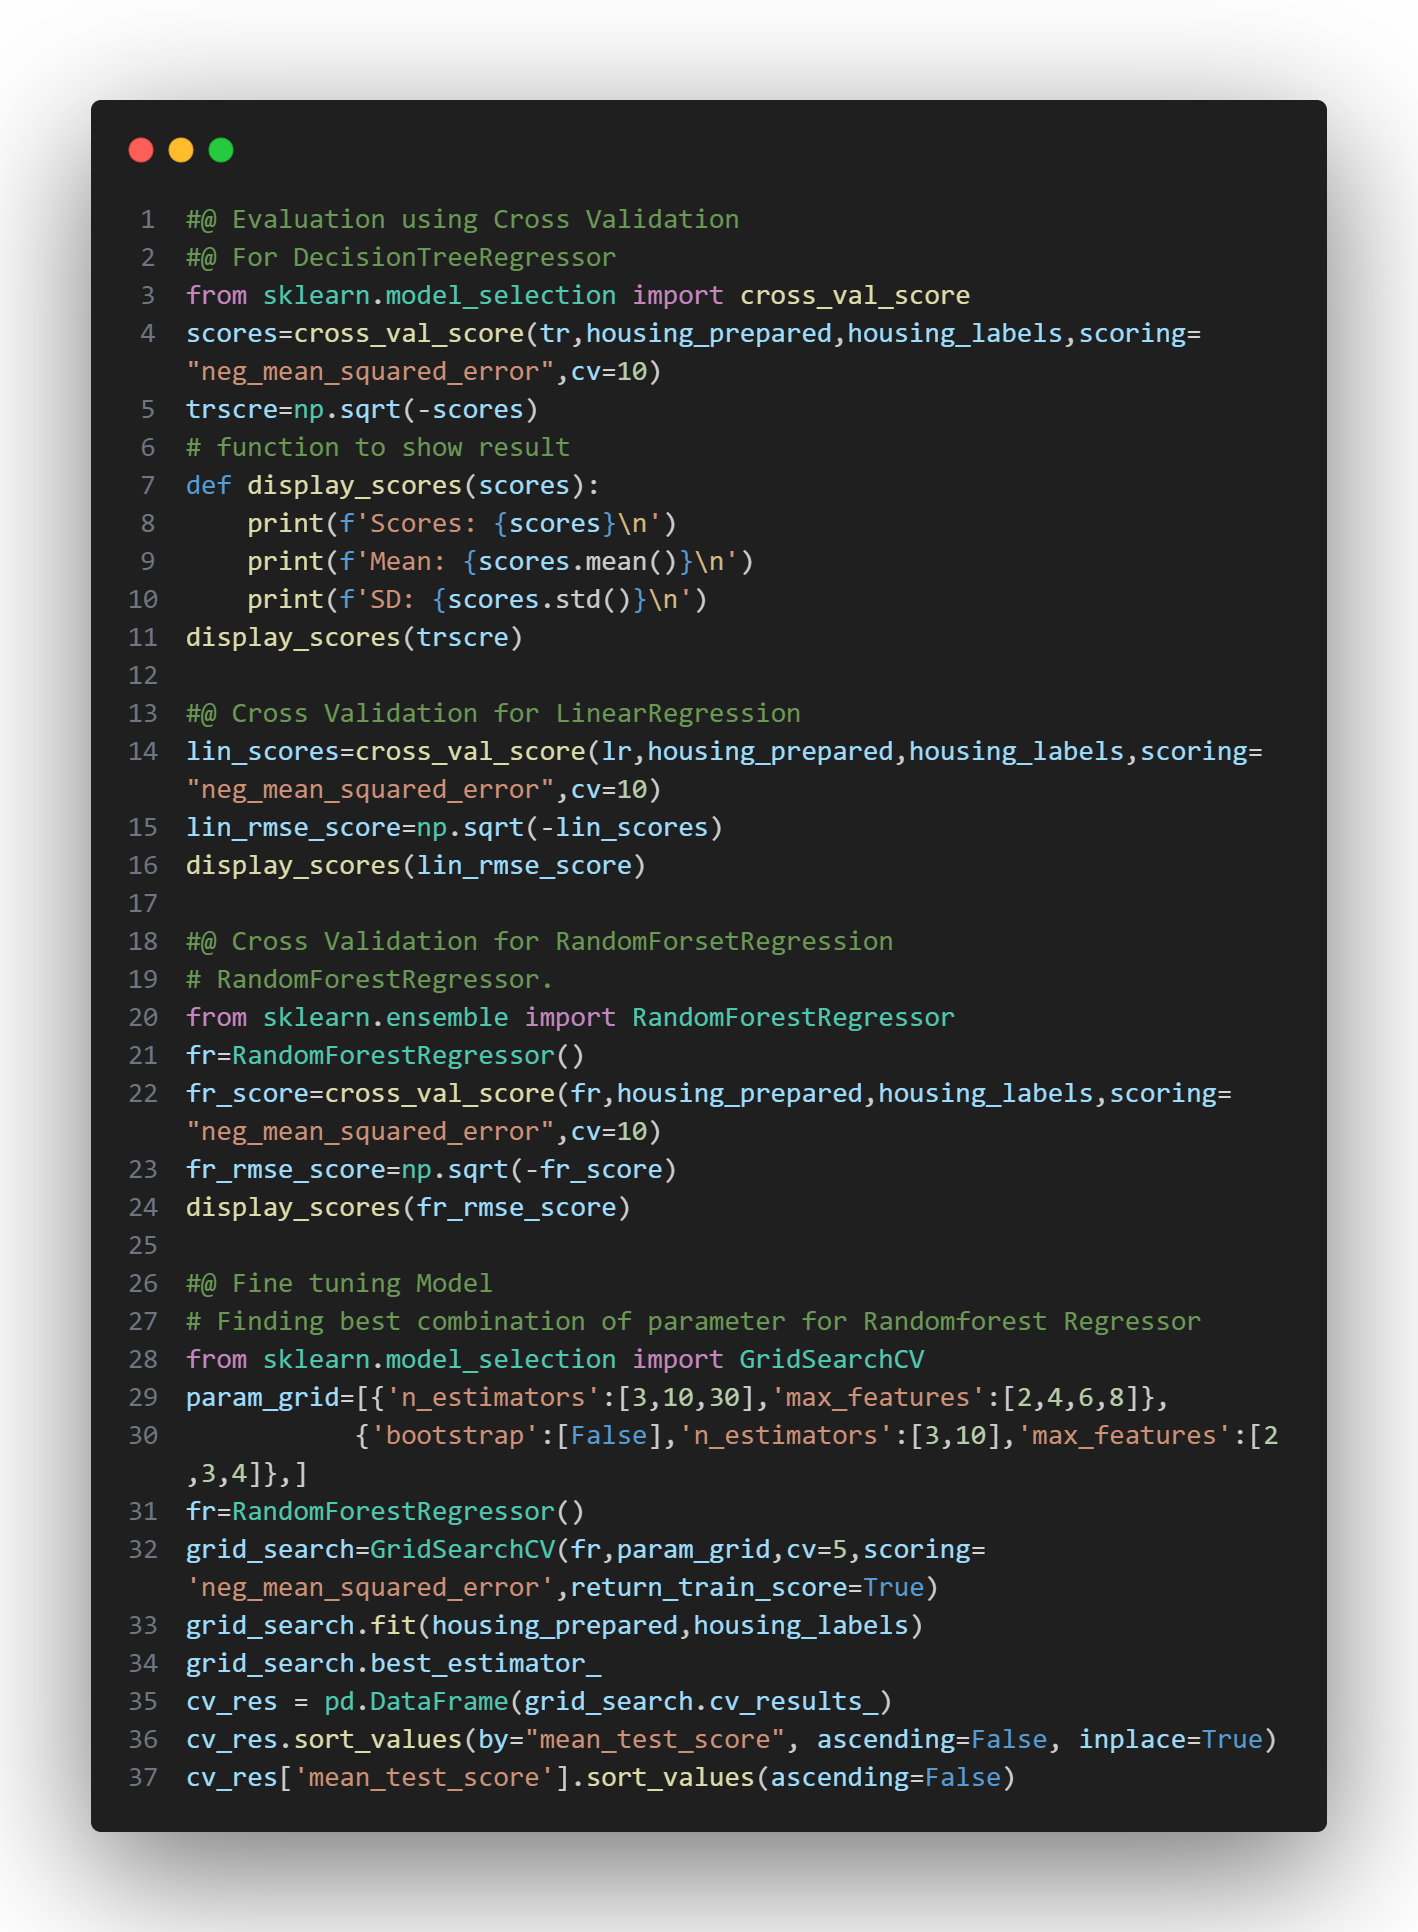 1 #@ Evaluation using Cross Validation
2 #@ For DecisionTreeRegressor
3 from sklearn.model_selection import cross_val_score
4 scores=cross_val_score(tr,housing_prepared,housing_labels,scoring=
"neg_mean_squared_error",cv=10)
5 trscre=np.sqrt(-scores)
6 # function to show result
7 def display_scores(scores):
8     print(f'Scores: {scores}\n')
9     print(f'Mean: {scores.mean()}\n')
10     print(f'SD: {scores.std()}\n')
11 display_scores(trscre)
12
13 #@ Cross Validation for LinearRegression
14 lin_scores=cross_val_score(lr,housing_prepared,housing_labels,scoring=
"neg_mean_squared_error",cv=10)
15 lin_rmse_score=np.sqrt(-lin_scores)
16 display_scores(lin_rmse_score)
17
18 #@ Cross Validation for RandomForsetRegression
19 # RandomForestRegressor.
20 from sklearn.ensemble import RandomForestRegressor
21 fr=RandomForestRegressor()
22 fr_score=cross_val_score(fr,housing_prepared,housing_labels,scoring=
"neg_mean_squared_error",cv=10)
23 fr_rmse_score=np.sqrt(-fr_score)
24 display_scores(fr_rmse_score)
25
26 #@ Fine tuning Model
27 # Finding best combination of parameter for Randomforest Regressor
28 from sklearn.model_selection import GridSearchCV
29 param_grid=[{'n_estimators':[3,10,30],'max_features':[2,4,6,8]},
30            {'bootstrap':[False],'n_estimators':[3,10],'max_features':[2
,3,4]},]
31 fr=RandomForestRegressor()
32 grid_search=GridSearchCV(fr,param_grid,cv=5,scoring=
'neg_mean_squared_error',return_train_score=True)
33 grid_search.fit(housing_prepared,housing_labels)
34 grid_search.best_estimator_
35 cv_res = pd.DataFrame(grid_search.cv_results_)
36 cv_res.sort_values(by="mean_test_score", ascending=False, inplace=True)
37 cv_res['mean_test_score'].sort_values(ascending=False)